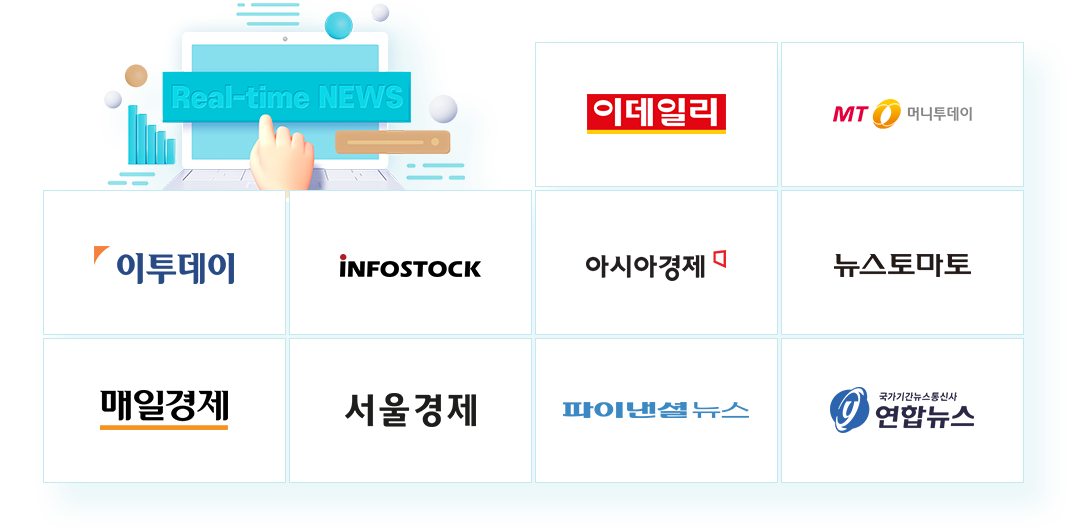 Real-time NEWS
이데일리
MT 머니투데이
이투데이
INFOSTOCK
아시아경제
뉴스토마토
매일경제
서울경제
파이낸셜뉴스
국가기간뉴스통신사
연합뉴스